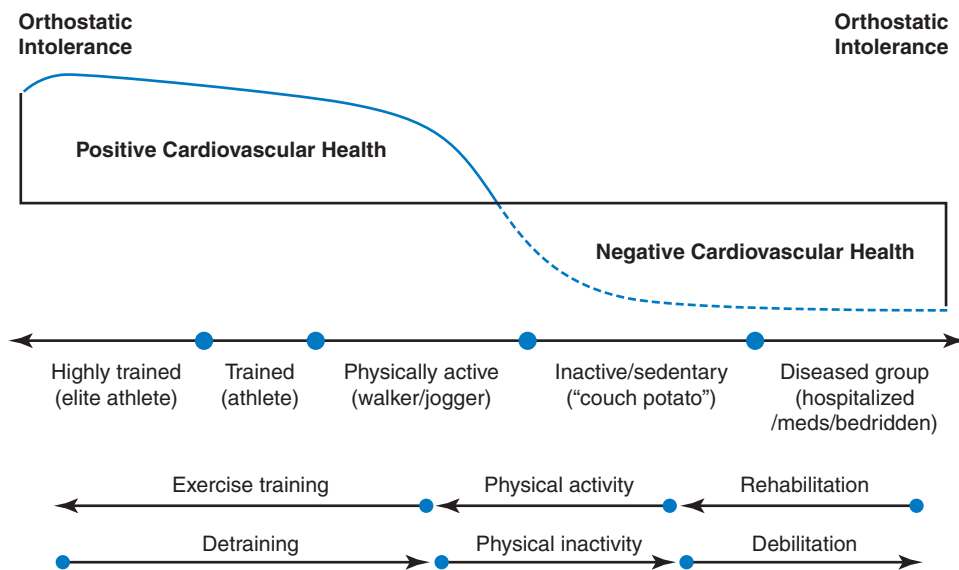 Orthostatic
Intolerance
Orthostatic
Intolerance
Positive Cardiovascular Health
Negative Cardiovascular Health
Highly trained
(elite athlete)
Trained
(athlete)
Physically active
(walker/jogger)
Inactive/sedentary
(“couch potato”)
Diseased group
(hospitalized
/meds/bedridden)
Exercise training
Physical activity
Rehabilitation
Detraining
Physical inactivity
Debilitation